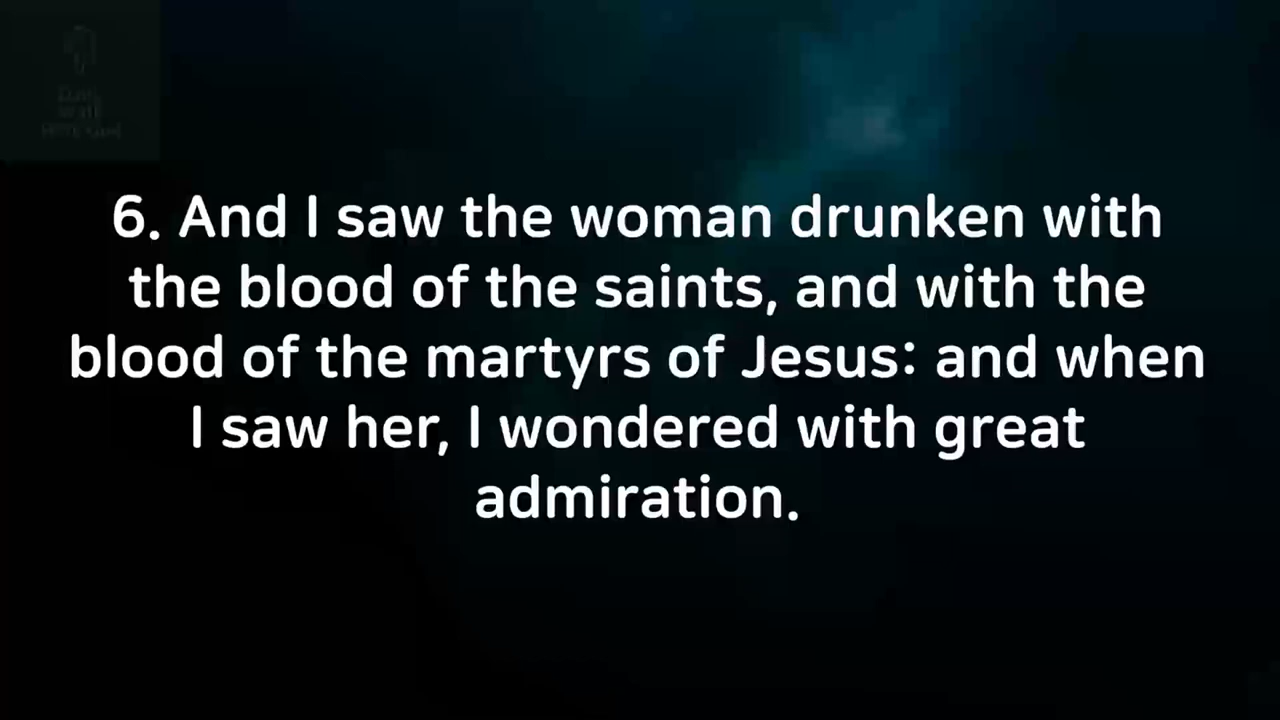 6. And I saw the woman drunken with
the blood of the saints, and with the
blood of the martyrs of Jesus: and when
I saw her, I wondered with great
admiration.